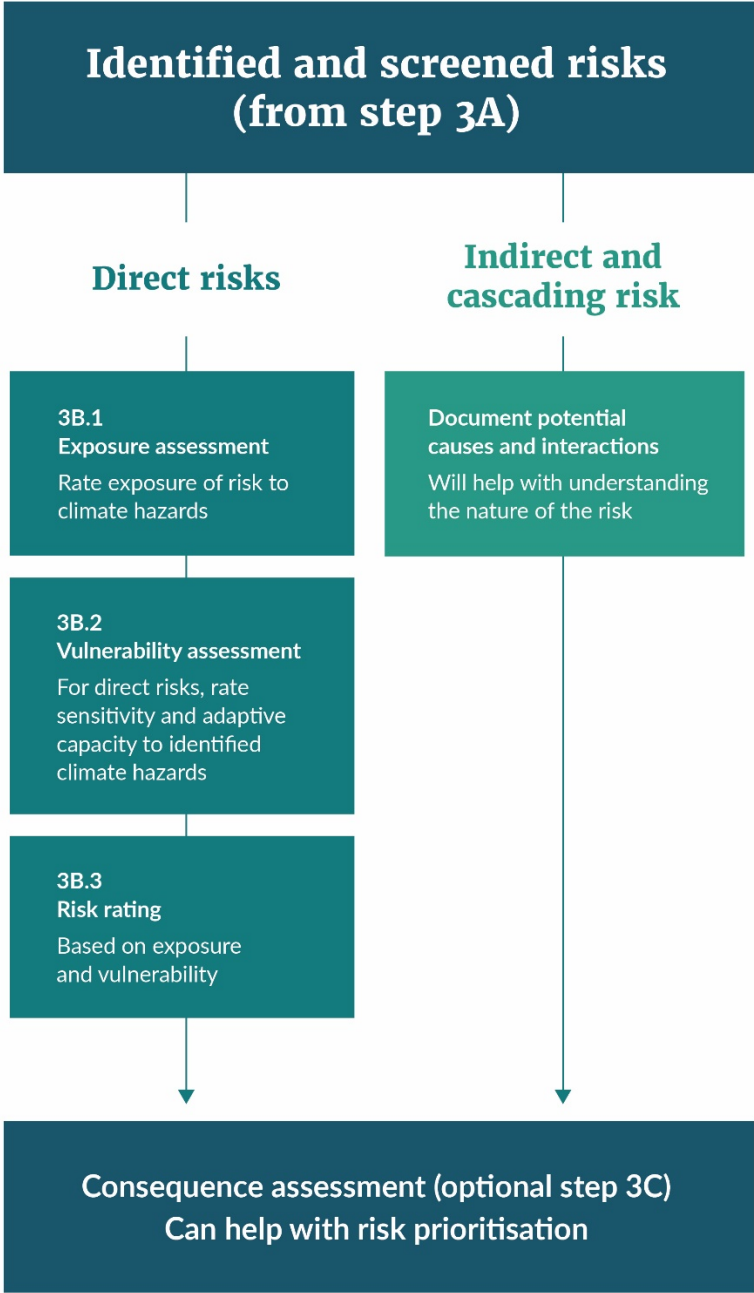 Identified and screened risks
(from step 3A)
Direct risks
Indirect and
cascading risk
3B.1
Exposure assessment
Rate exposure of risk to
climate hazards
Document potential
causes and interactions
Will help with understanding
the nature of the risk
3B.2
Vulnerability assessment
For direct risks, rate
sensitivity and adaptive
capacity to identified
climate hazards
3B.3
Risk rating
Based on exposure
and vulnerability
Consequence assessment (optional step 3C)
Can help with risk prioritisation